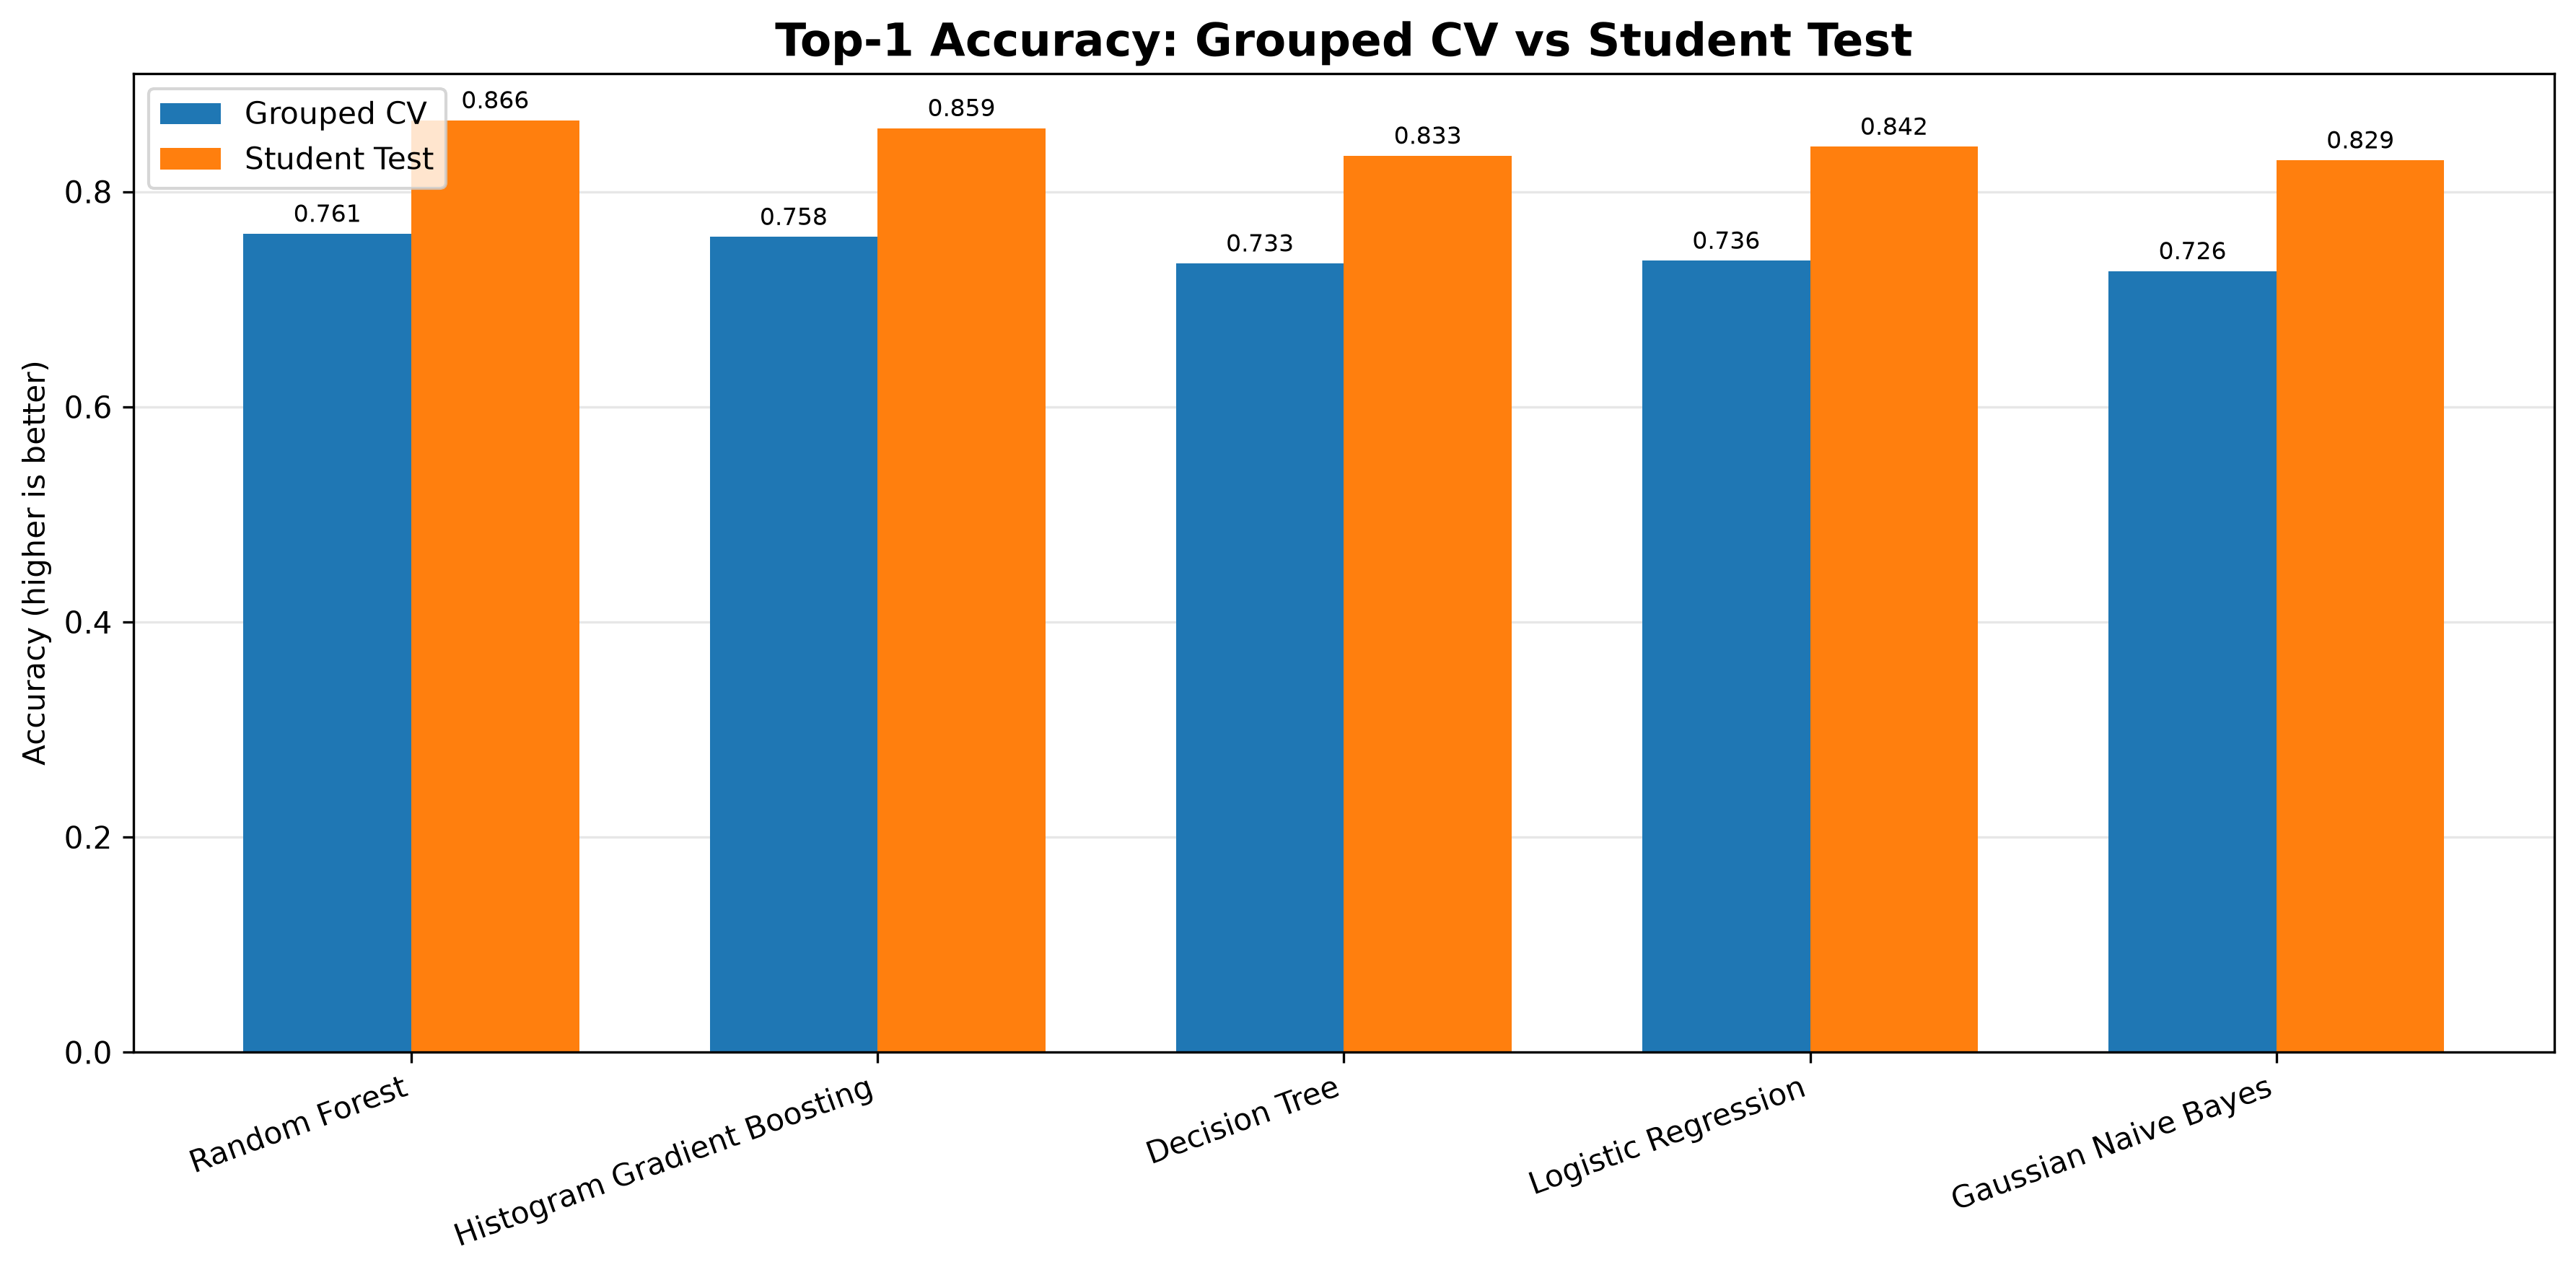 Top-1 Accuracy: Grouped CV vs Student Test
Grouped CV
Student Test
Accuracy (higher is better)
0.8
0.6
0.4
0.2
0.0
0.761
0.866
0.758
0.859
0.733
0.833
0.736
0.842
0.726
0.829
Random Forest
Histogram Gradient Boosting
Decision Tree
Logistic Regression
Gaussian Naive Bayes